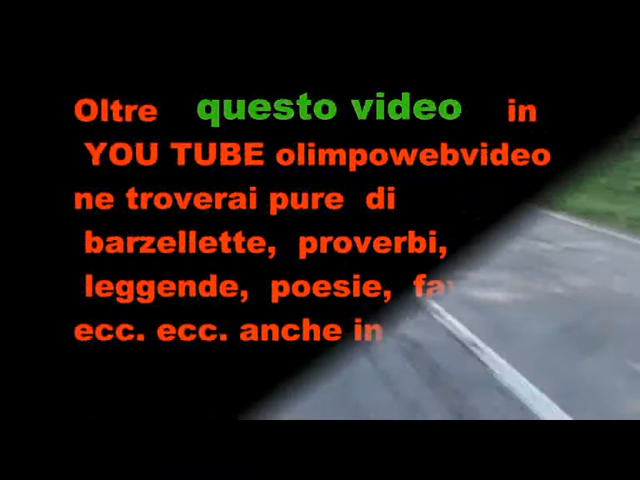 Oltre questo video in
YOU TUBE olimpowebvideo
ne troverai pure di
barzellette, proverbi,
leggende, poesie,
ecc. ecc. anche in